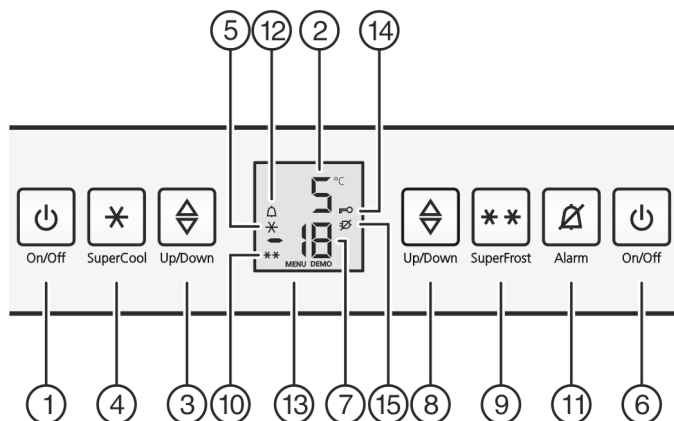 5 12 2 14
5 °C
18
MENU DEMO
On/Off SuperCool Up/Down Up/Down SuperFrost Alarm On/Off
1 4 3 10 13 7 15 8 9 11 6